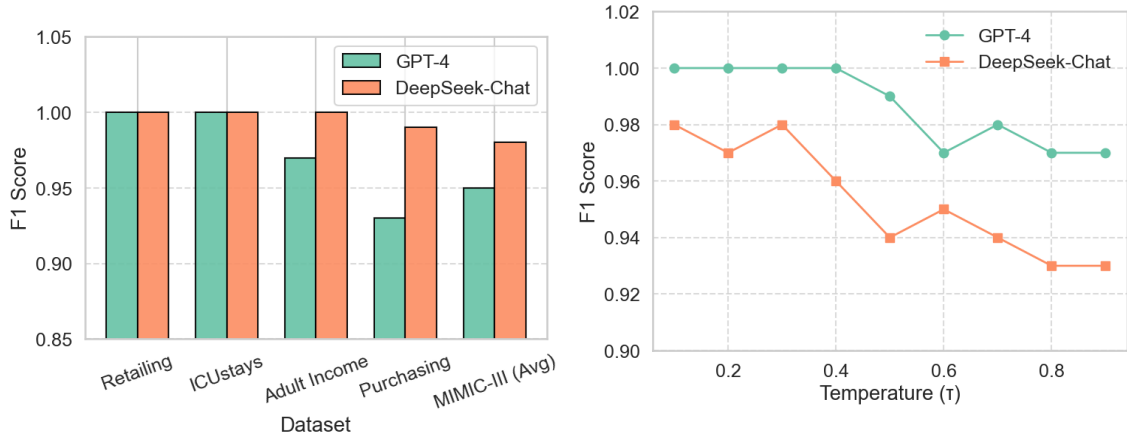 1.05
1.00
0.95
0.90
0.85
F1 Score
GPT-4
DeepSeek-Chat
Retailing
ICUstays
Adult Income
Purchasing
MIMIC-III (Avg)
Dataset
1.02
1.00
0.98
0.96
0.94
0.92
0.90
F1 Score
GPT-4
DeepSeek-Chat
0.2
0.4
0.6
0.8
Temperature (τ)